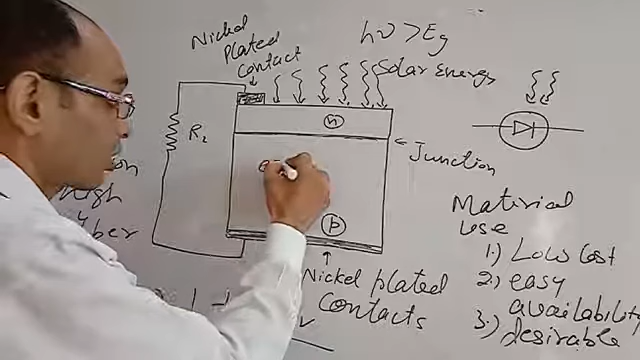 Nickel
Plated
Contact
hν > Eg
Solar energy
n
← Junction
e-
p
Nickel plated
Contacts
Material
use
1.) Low Cost
2.) easy
availability
3.) desirable
high